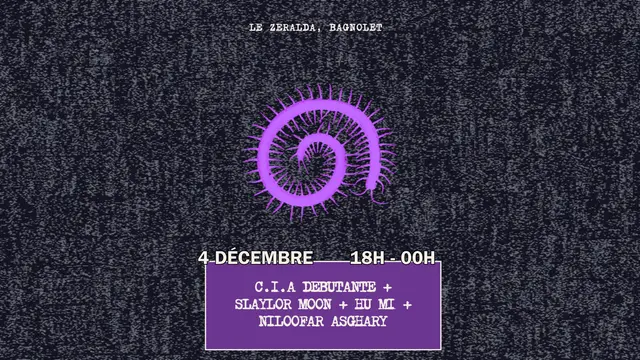 LE ZERALDA, BAGNOLET
4 DÉCEMBRE 18H - 00H
C.I.A DEBUTANTE +
SLAYLOR MOON + HU MI +
NILOOFAR ASGHARY